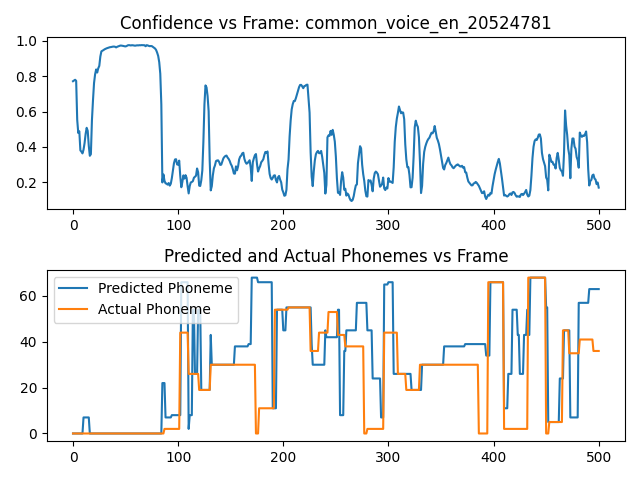 Confidence vs Frame: common_voice_en_20524781
1.0
0.8
0.6
0.4
0.2
0 100 200 300 400 500
Predicted and Actual Phonemes vs Frame
Predicted Phoneme
Actual Phoneme
60
40
20
0
0 100 200 300 400 500